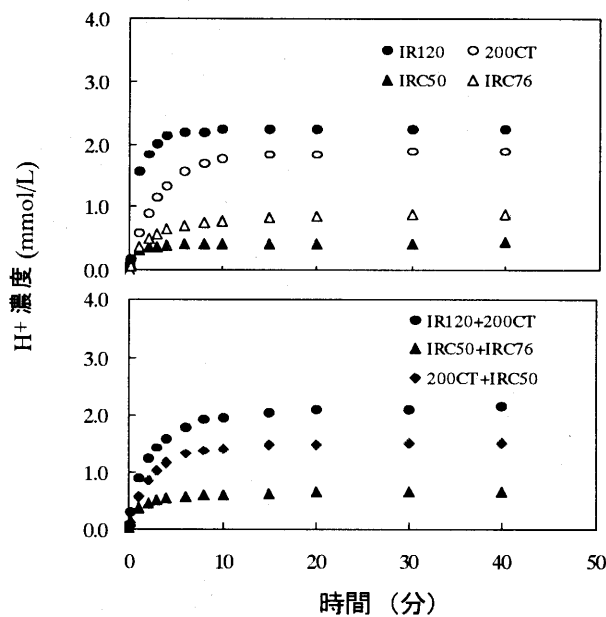 4.0
3.0
2.0
1.0
0.0
● IR120 ○ 200CT
▲ IRC50 △ IRC76
4.0
3.0
2.0
1.0
0.0
● IR120+200CT
▲ IRC50+IRC76
◆ 200CT+IRC50
0 10 20 30 40 50
時間（分）
H+ 濃度 (mmol/L)